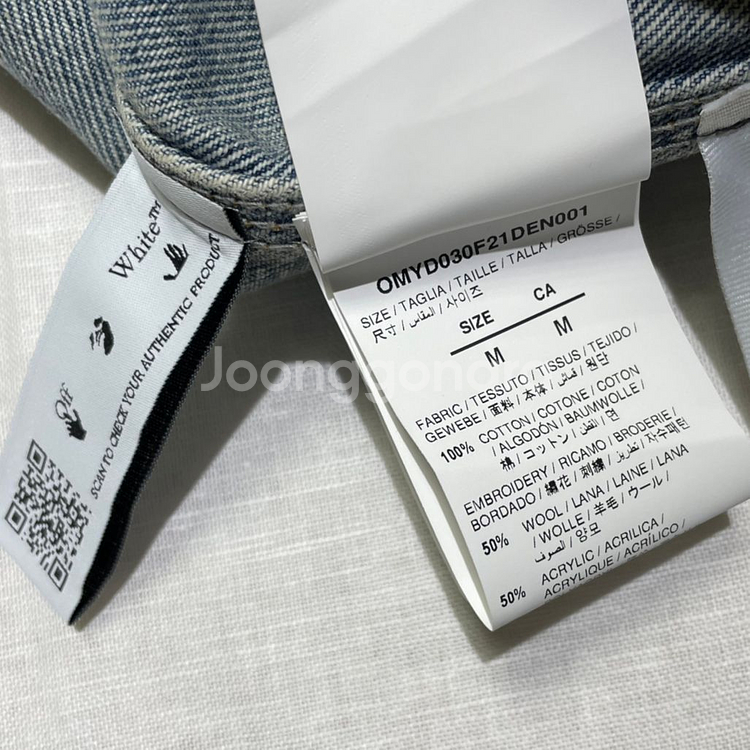 White™
Off
SCAN TO CHECK YOUR AUTHENTIC PRODUCT
Joonggonara
OMYD030F21DEN001
SIZE / TAGLIA / TAILLE / TALLA / GRÖSSE /
尺寸 / المقاس / 사이즈
SIZE CA
M M
FABRIC / TESSUTO / TISSUS / TEJIDO /
GEWEBE / 面料 / 本体 / قماش / 원단
100% COTTON / COTONE / COTON
/ ALGODÓN / BAUMWOLLE /
棉 / コットン / قطن / 면
EMBROIDERY / RICAMO / BRODERIE /
BORDADO / 繡花 / 刺繍 / تطريز / 자수패턴
50% WOOL / LANA / LAINE / LANA
/ WOLLE / 羊毛 / ウール /
الصوف / 양모
50% ACRYLIC / ACRILICA /
ACRYLIQUE / ACRÍLICO /